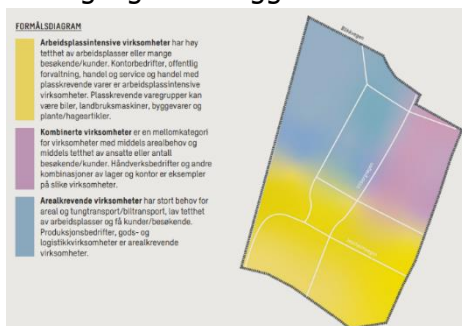 FORMÅLSDIAGRAM
Arbeidsplassintensive virksomheter har høy
tetthet av arbeidsplasser eller mange
besøkende/kunder. Kontorbedrifter, offentlig
forvaltning, handel og service og handel med
plasskrevende varer er arbeidsplassintensive
virksomheter. Plasskrevende varegrupper kan
være biler, landbruksmaskiner, byggevarer og
plante/hageartikler.
Kombinerte virksomheter er en mellomkategori
for virksomheter med middels arealbehov og
middels tetthet av ansatte eller antall
besøkende/kunder. Håndverksbedrifter og andre
kombinasjoner av lager og kontor er eksempler
på slike virksomheter.
Arealkrevende virksomheter har stort behov for
areal og tungtransport/biltransport, lav tetthet
av arbeidsplasser og få kunder/besøkende.
Produksjonsbedrifter, gods- og
logistikkvirksomheter er arealkrevende
virksomheter.